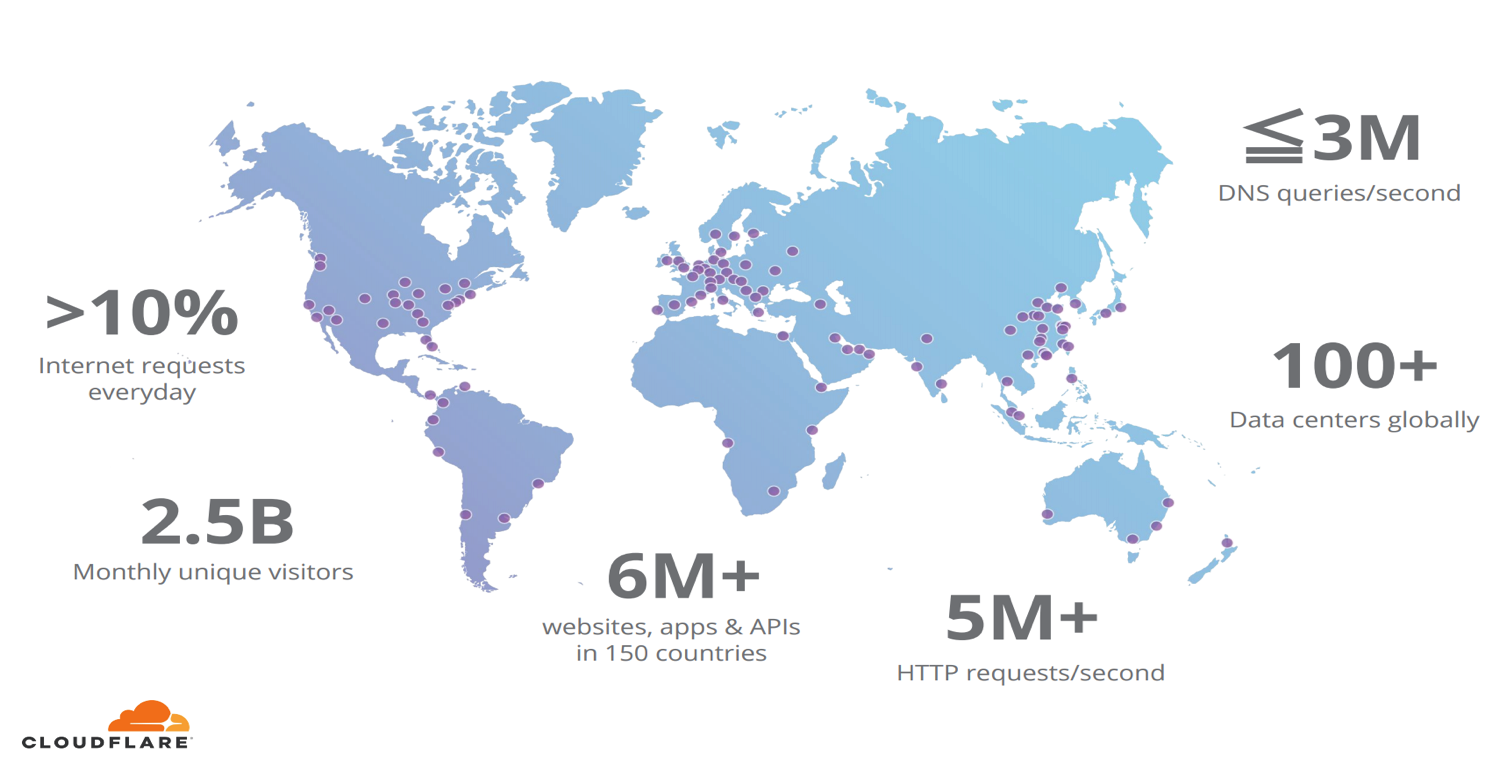 ≦3M
DNS queries/second
>10%
Internet requests
everyday
100+
Data centers globally
2.5B
Monthly unique visitors
6M+
websites, apps & APIs
in 150 countries
5M+
HTTP requests/second
CLOUDFLARE